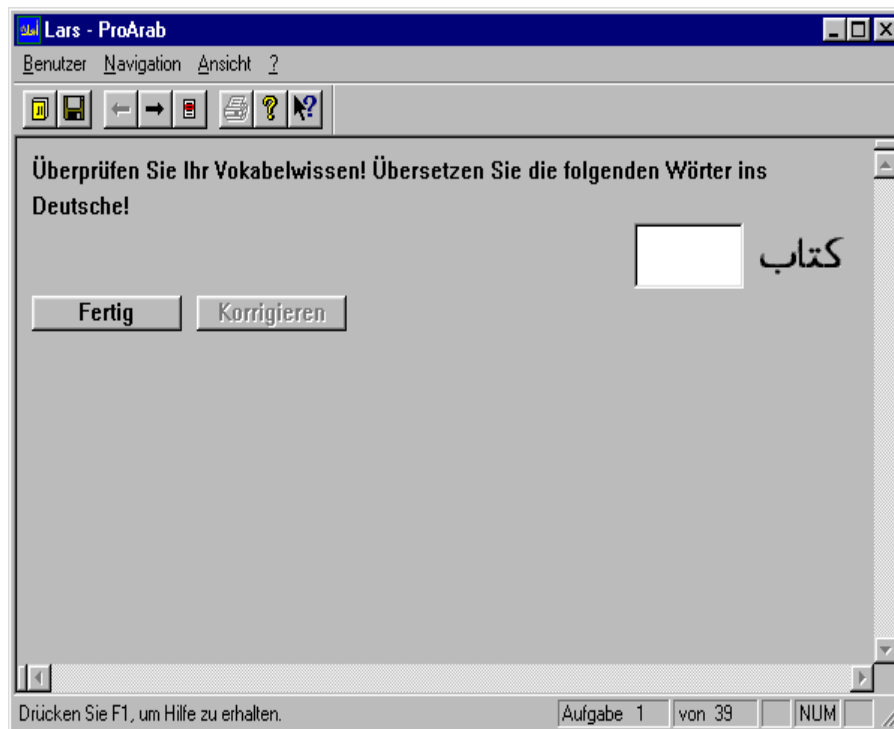 Lars - ProArab
Benutzer Navigation Ansicht ?
Überprüfen Sie Ihr Vokabelwissen! Übersetzen Sie die folgenden Wörter ins
Deutsche!
كتاب
Fertig Korrigieren
Drücken Sie F1, um Hilfe zu erhalten. Aufgabe 1 von 39 NUM